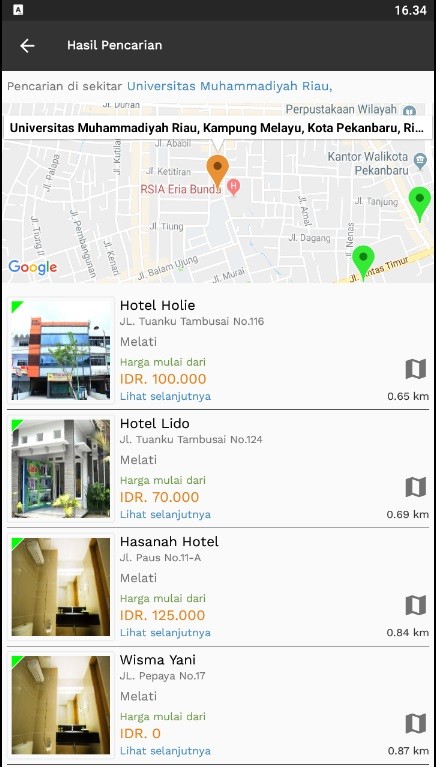 A
16.34
Hasil Pencarian
Pencarian di sekitar Universitas Muhammadiyah Riau,
Jl. Durian
Perpustakaan Wilayah
Universitas Muhammadiyah Riau, Kampung Melayu, Kota Pekanbaru, Ri...
Jl. Ababil
Jl. Kutilang
Jl. Ketitiran
Kantor Walikota
Pekanbaru
Jl. Palapa
RSIA Eria Bunda
H
Jl. Tanjung
Jl. Tiung
Jl. Pembangunan
Jl. Kenari
Jl. Amal
Jl. Dagang
Jl. Nenas
Google
Jl. Balam Ujung
Jl. Murai
Jl. Lintas Timur
Hotel Holie
JL. Tuanku Tambusai No.116
Melati
Harga mulai dari
IDR. 100.000
Lihat selanjutnya
0.65 km
Hotel Lido
Jl. Tuanku Tambusai No.124
Melati
Harga mulai dari
IDR. 70.000
Lihat selanjutnya
0.69 km
Hasanah Hotel
Jl. Paus No.11-A
Melati
Harga mulai dari
IDR. 125.000
Lihat selanjutnya
0.84 km
Wisma Yani
JL. Pepaya No.17
Melati
Harga mulai dari
IDR. 0
Lihat selanjutnya
0.87 km